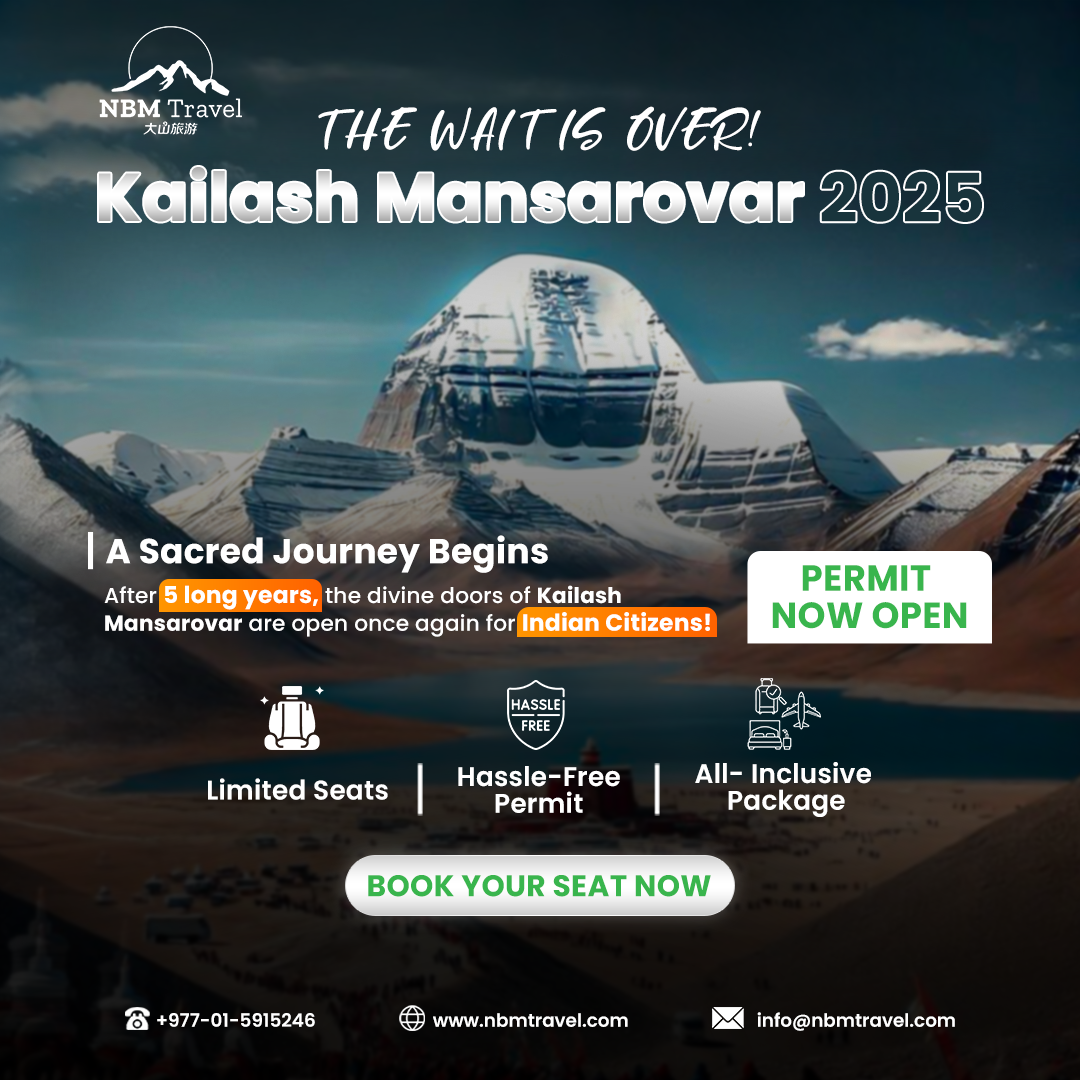 NBM Travel
大山旅游
THE WAIT IS OVER!
Kailash Mansarovar 2025
A Sacred Journey Begins
After 5 long years, the divine doors of Kailash
Mansarovar are open once again for Indian Citizens!
PERMIT
NOW OPEN
Limited Seats
HASSLE
FREE
Hassle-Free
Permit
All- Inclusive
Package
BOOK YOUR SEAT NOW
+977-01-5915246
www.nbmtravel.com
info@nbmtravel.com